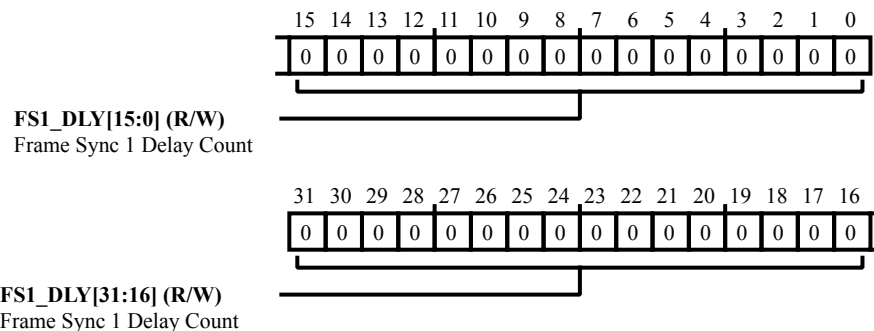 15 14 13 12 11 10 9 8 7 6 5 4 3 2 1 0
0 0 0 0 0 0 0 0 0 0 0 0 0 0 0 0
FS1_DLY[15:0] (R/W)
Frame Sync 1 Delay Count
31 30 29 28 27 26 25 24 23 22 21 20 19 18 17 16
0 0 0 0 0 0 0 0 0 0 0 0 0 0 0 0
FS1_DLY[31:16] (R/W)
Frame Sync 1 Delay Count